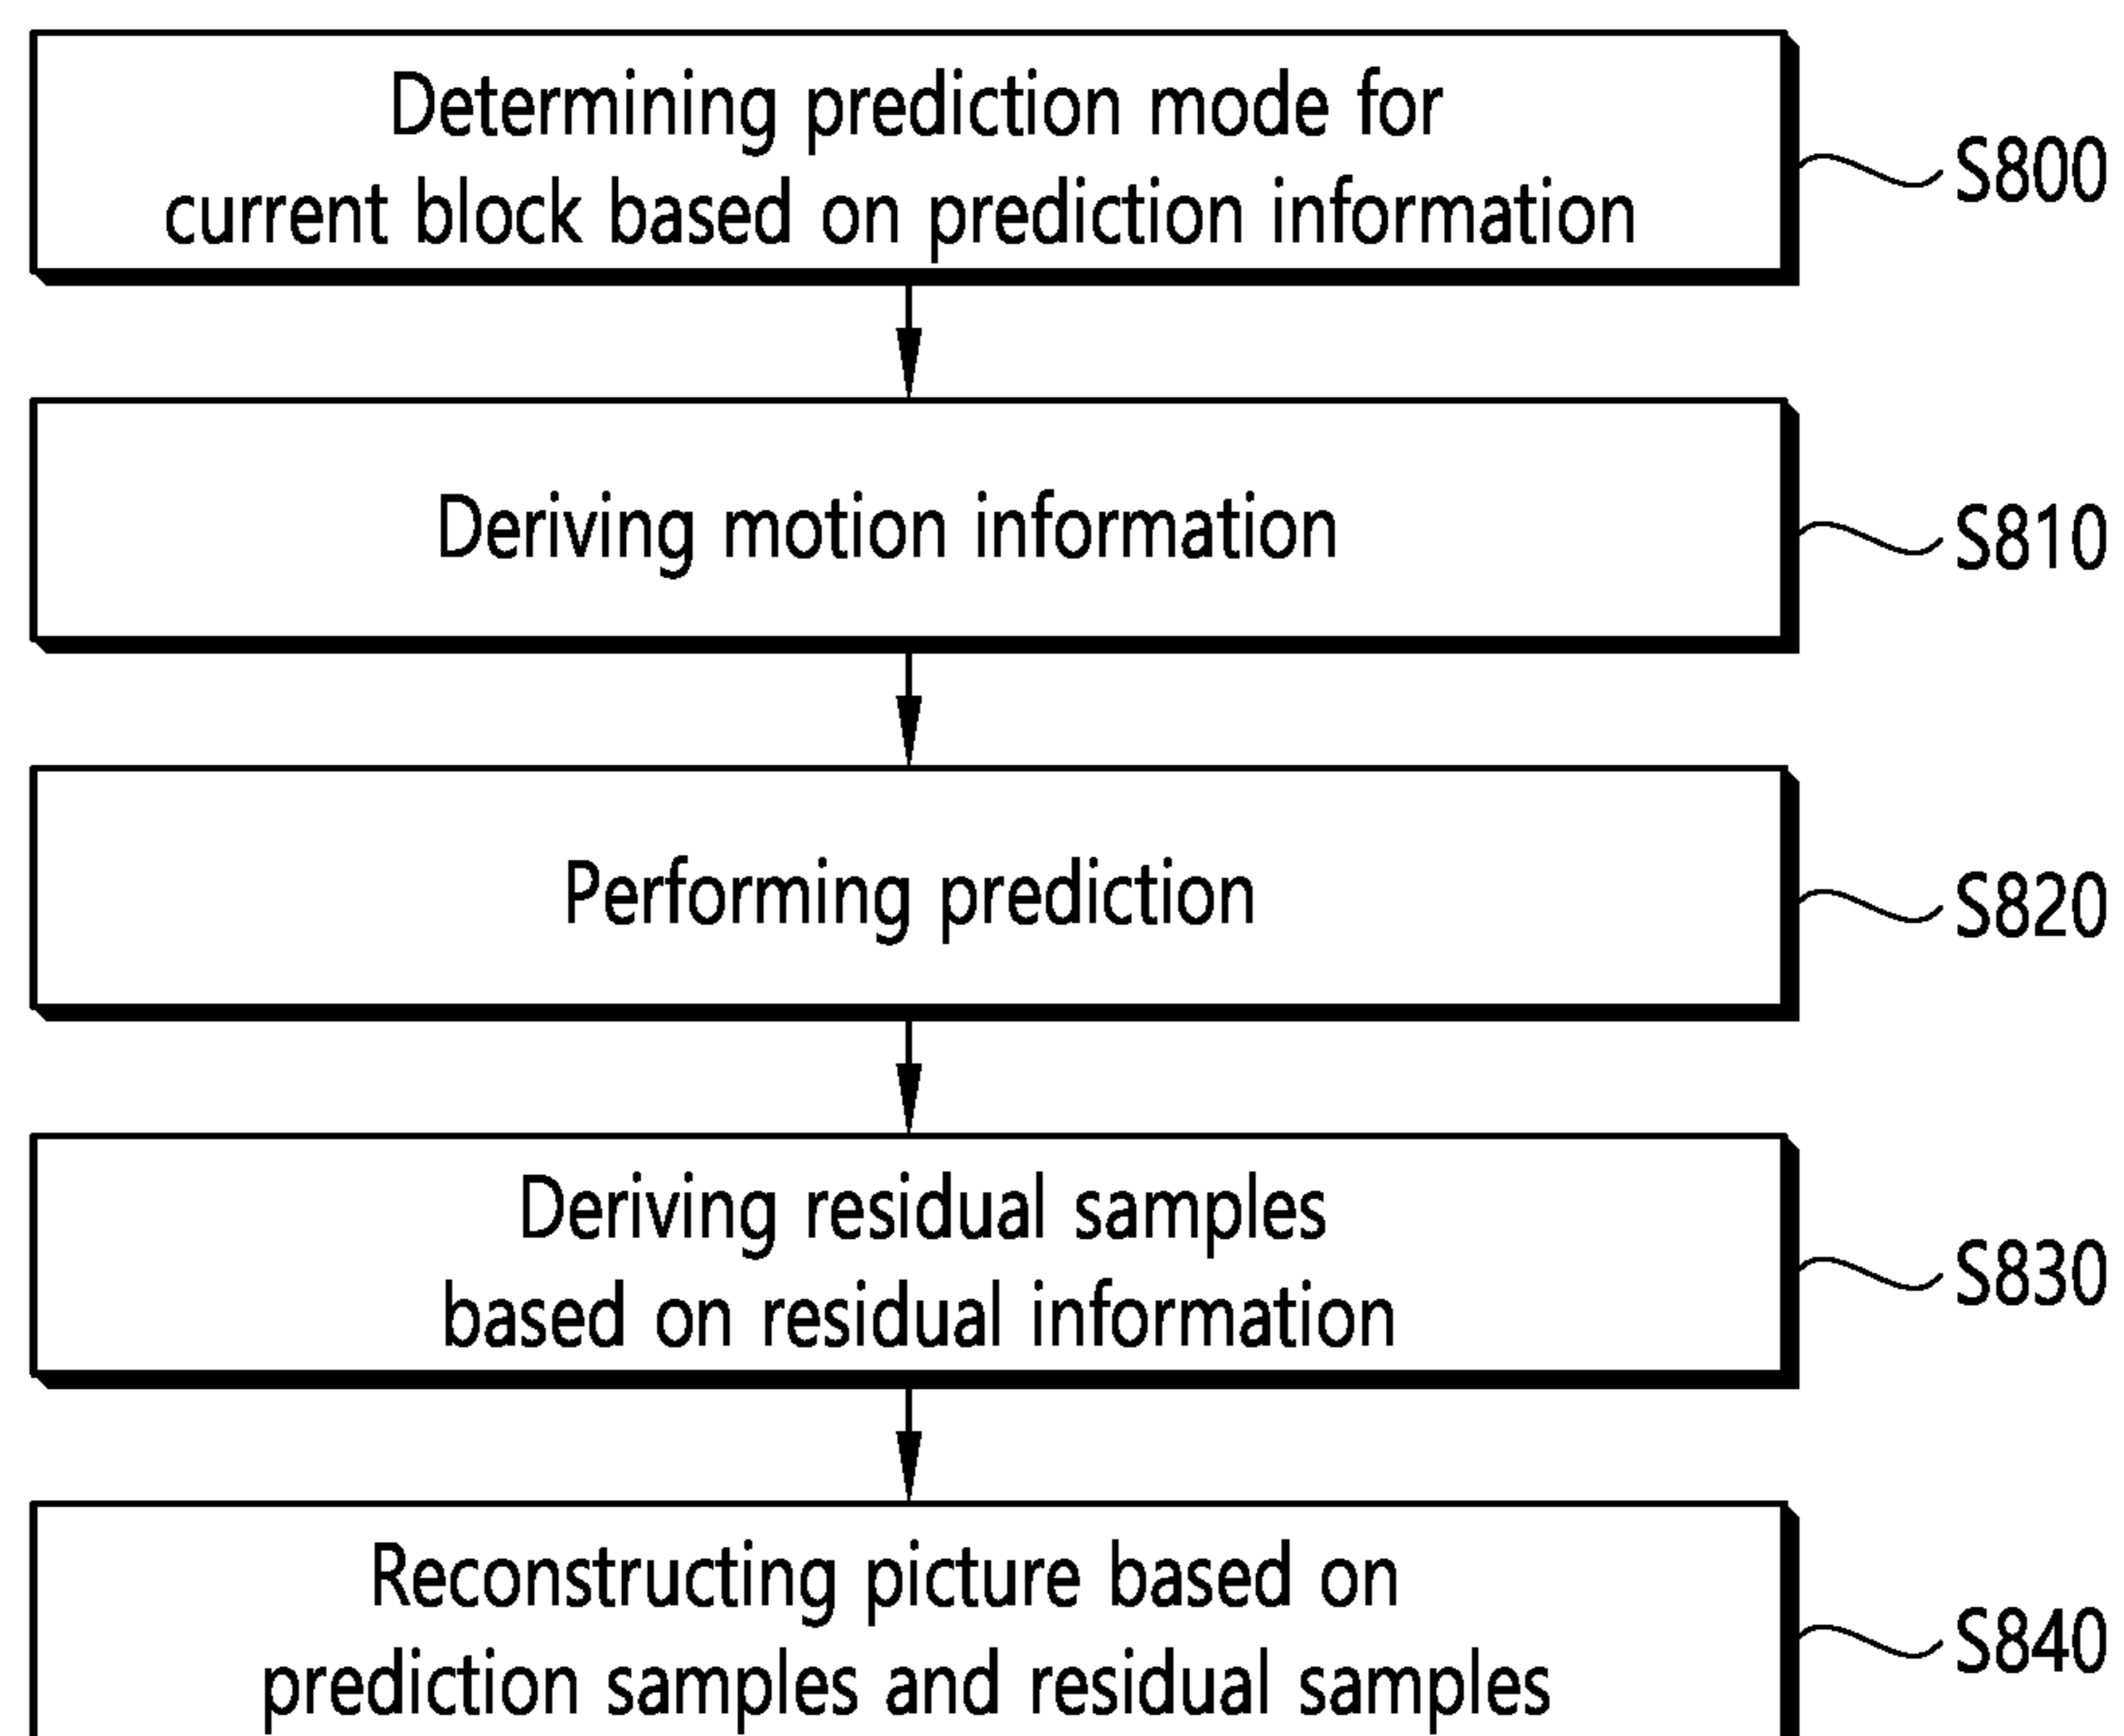 Determining prediction mode for
current block based on prediction information
S800
Deriving motion information
S810
Performing prediction
S820
Deriving residual samples
based on residual information
S830
Reconstructing picture based on
prediction samples and residual samples
S840